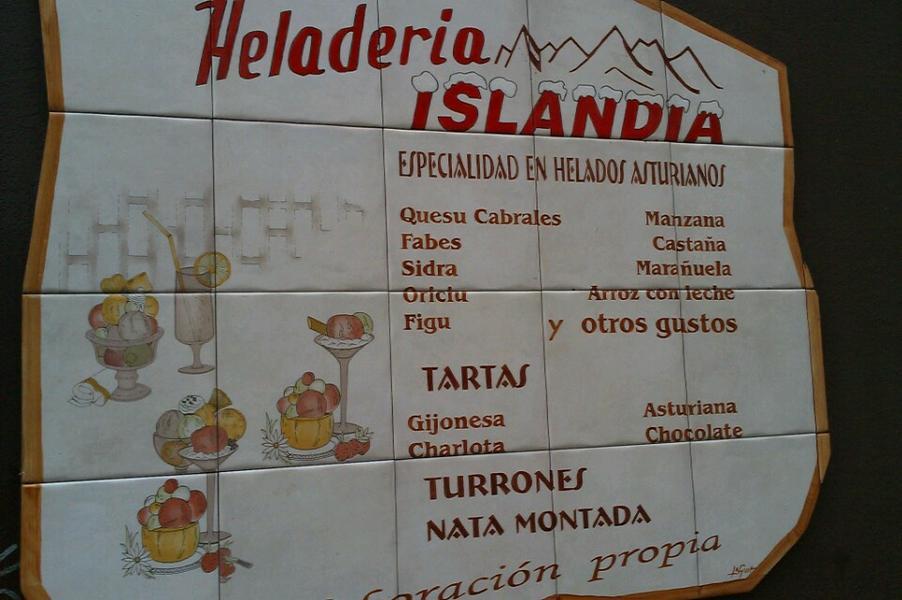 Heladeria
ISLANDIA
ESPECIALIDAD EN HELADOS ASTURIANOS
Quesu Cabrales Manzana
Fabes Castaña
Sidra Marañuela
Oriciu Arroz con leche
Figu y otros gustos
TARTAS
Gijonesa Asturiana
Charlota Chocolate
TURRONES
NATA MONTADA
propia